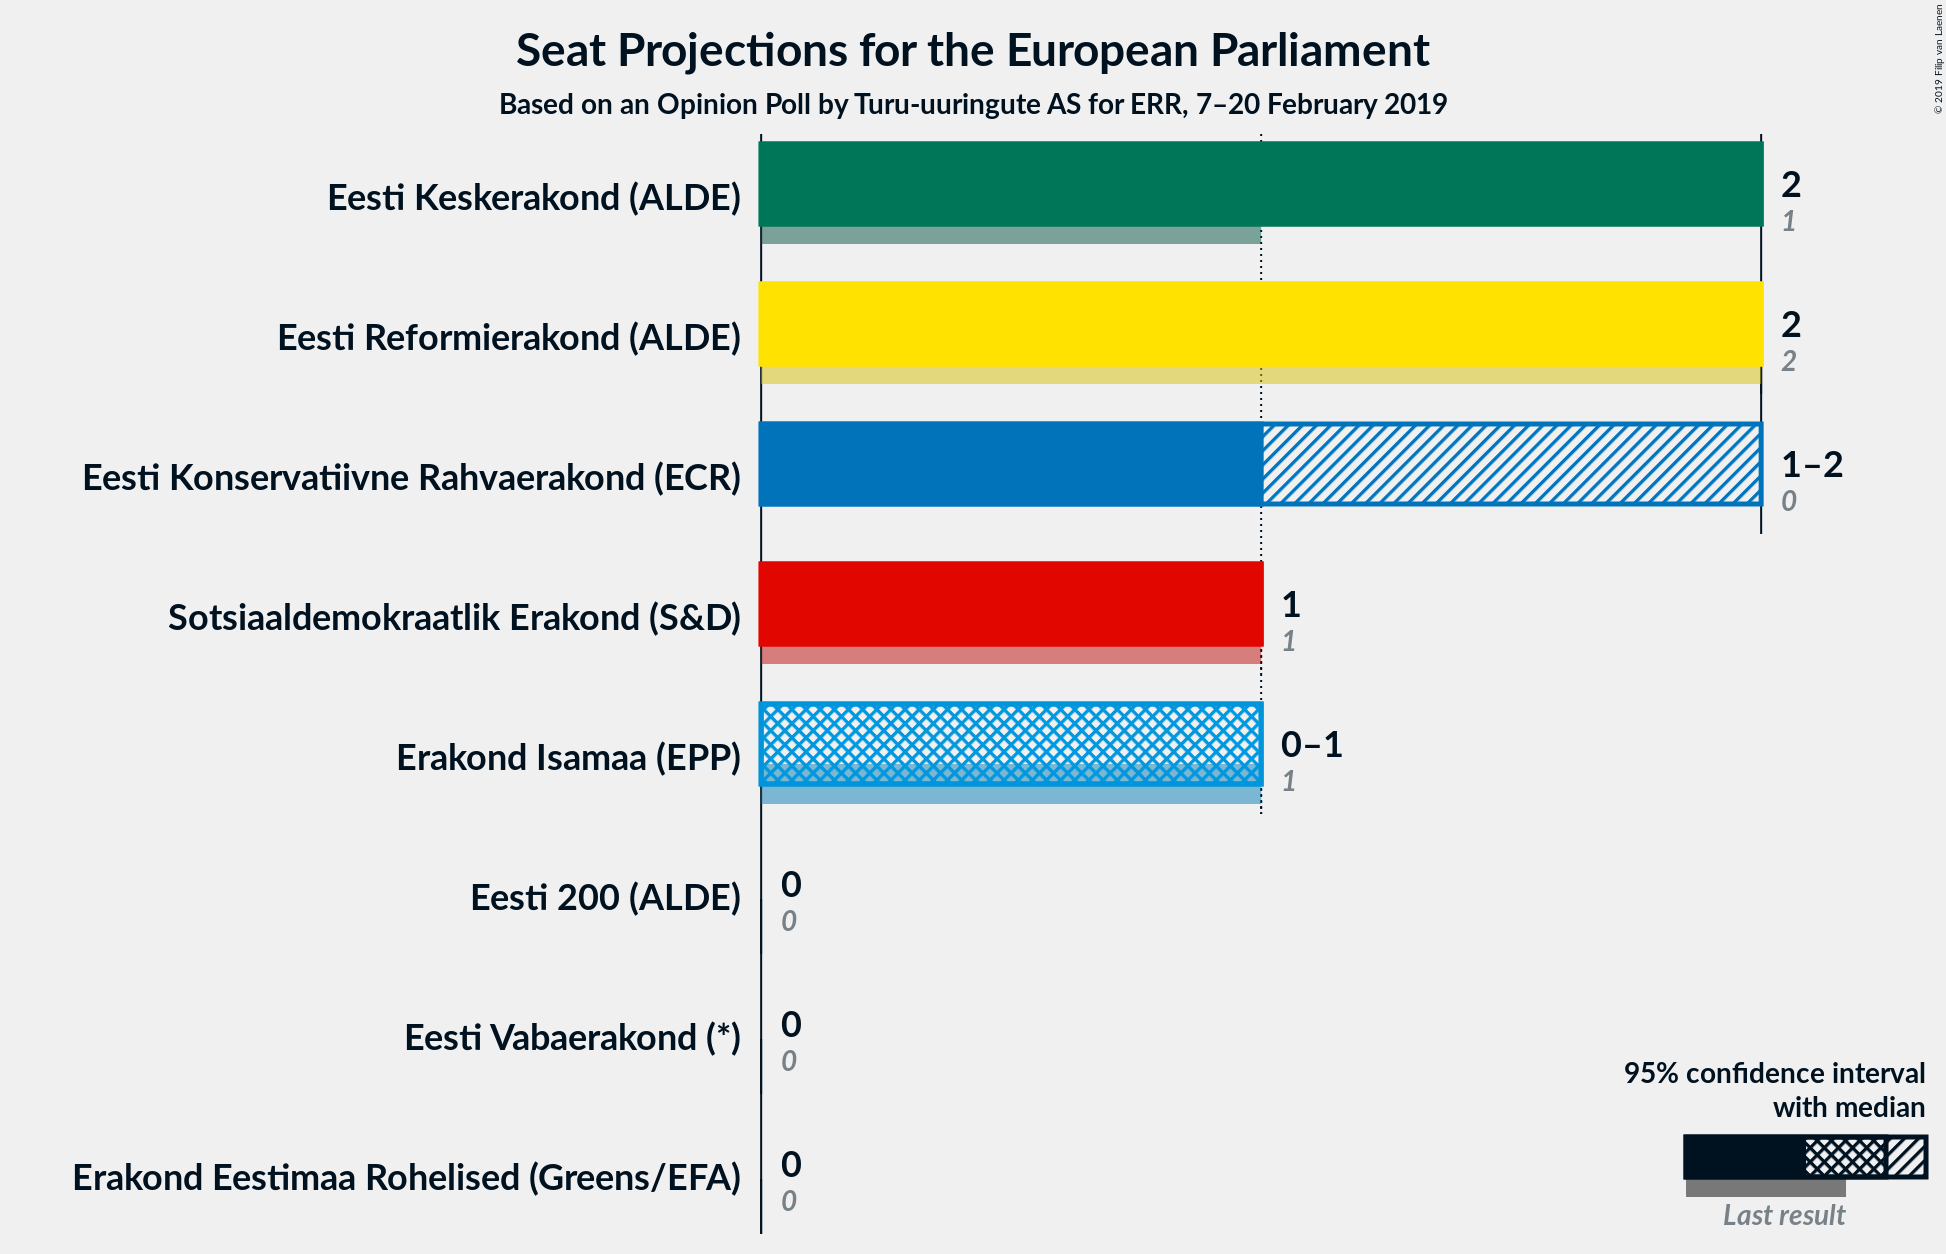 Seat Projections for the European Parliament
Based on an Opinion Poll by Turu-uuringute AS for ERR, 7–20 February 2019
© 2019 Filip van Laenen
Eesti Keskerakond (ALDE)
2
1
Eesti Reformierakond (ALDE)
2
2
Eesti Konservatiivne Rahvaerakond (ECR)
1–2
0
Sotsiaaldemokraatlik Erakond (S&D)
1
1
Erakond Isamaa (EPP)
0–1
1
Eesti 200 (ALDE)
0
0
Eesti Vabaerakond (*)
0
0
Erakond Eestimaa Rohelised (Greens/EFA)
0
0
95% confidence interval
with median
Last result